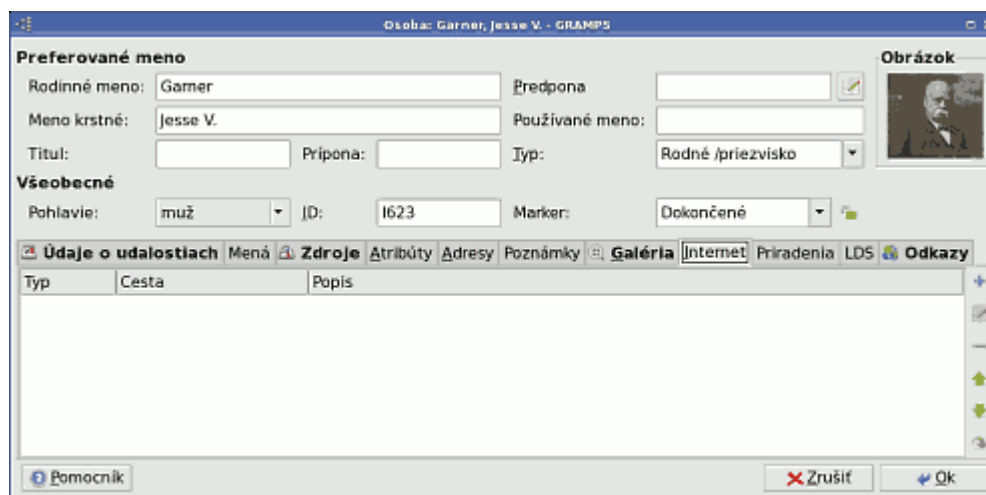 Osoba: Garner, Jesse V. - GRAMPS
Preferované meno Obrázok
Rodinné meno: Garner Predpona
Meno krstné: Jesse V. Používané meno:
Titul: Prípona: Typ: Rodné /priezvisko
Všeobecné
Pohlavie: muž ID: I623 Marker: Dokončené
Údaje o udalostiach Mená Zdroje Atribúty Adresy Poznámky Galéria Internet Priradenia LDS Odkazy
Typ Cesta Popis
Pomocník Zrušiť Ok